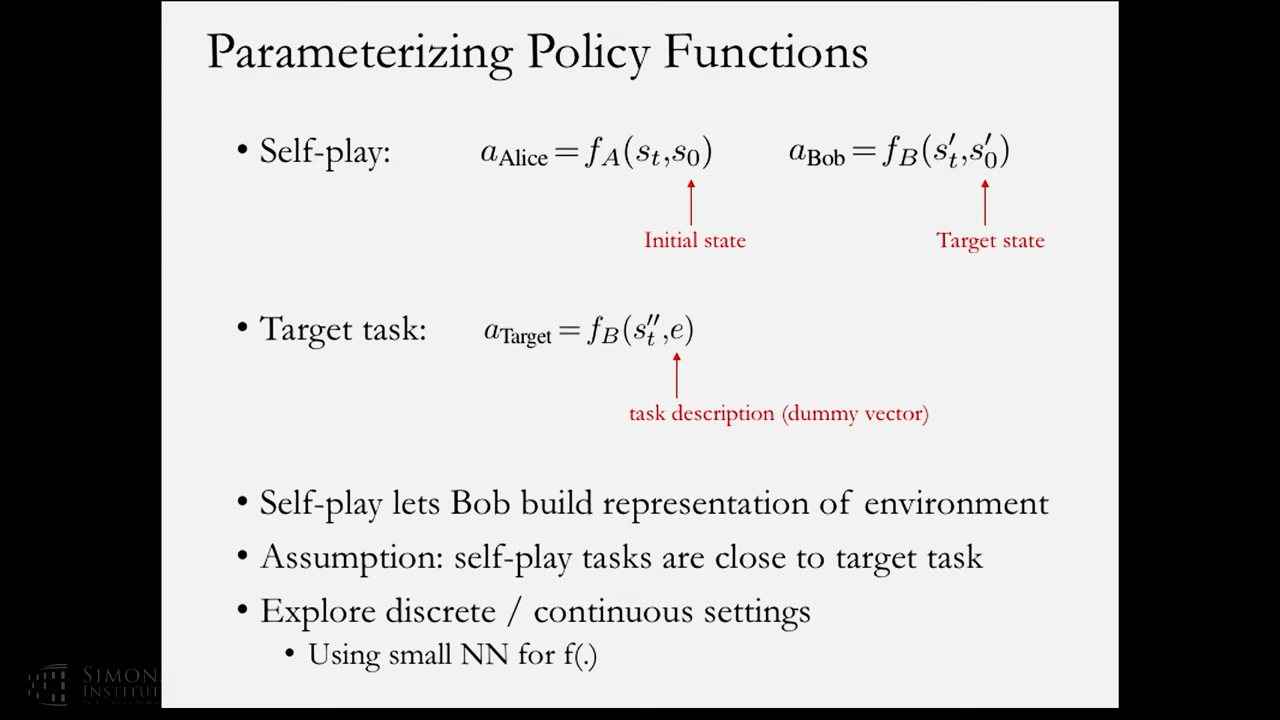 Parameterizing Policy Functions
• Self-play: a_Alice = f_A(s_t, s_0) a_Bob = f_B(s′_t, s′_0)
Initial state Target state
• Target task: a_Target = f_B(s″_t, e)
task description (dummy vector)
• Self-play lets Bob build representation of environment
• Assumption: self-play tasks are close to target task
• Explore discrete / continuous settings
• Using small NN for f(.)
SIMONS
INSTITUTE